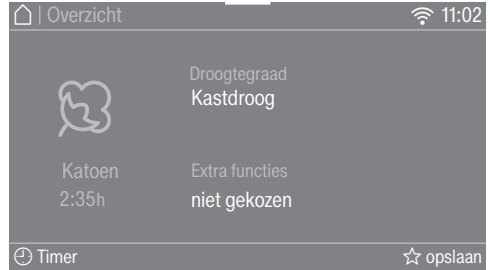 | Overzicht 11:02
Droogtegraad
Kastdroog
Katoen
2:35h
Extra functies
niet gekozen
Timer opslaan